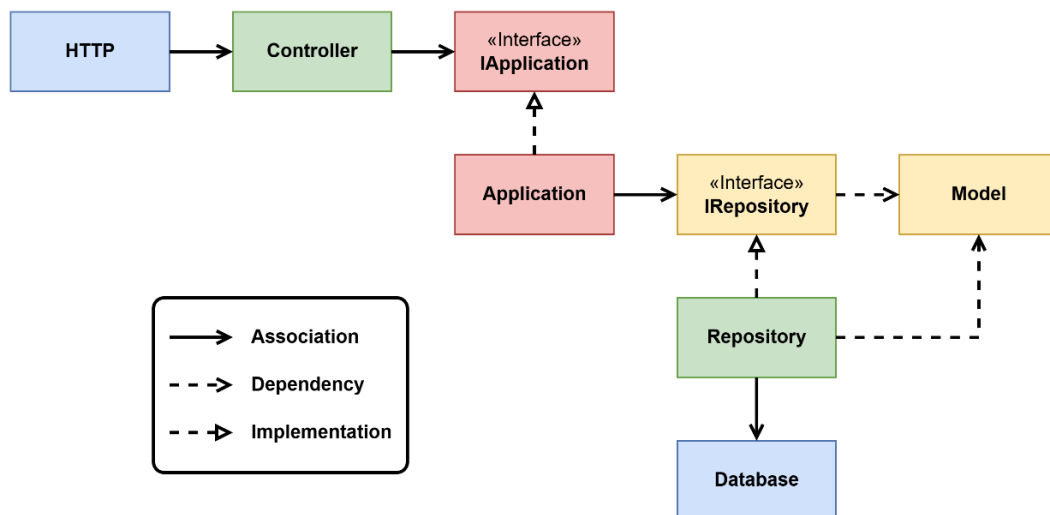 HTTP
Controller
«Interface»
IApplication
Application
«Interface»
IRepository
Model
Repository
Database
Association
Dependency
Implementation